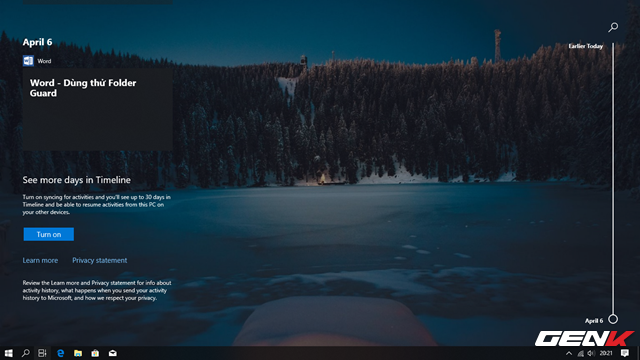 Earlier Today
April 6
Word
Word - Dùng thử Folder
Guard
See more days in Timeline
Turn on syncing for activities and you'll see up to 30 days in
Timeline and be able to resume activities from this PC on
your other devices.
Turn on
Learn more Privacy statement
Review the Learn more and Privacy statement for info about
activity history, what happens when you send your activity
history to Microsoft, and how we respect your privacy.
April 6
GENK
20:21